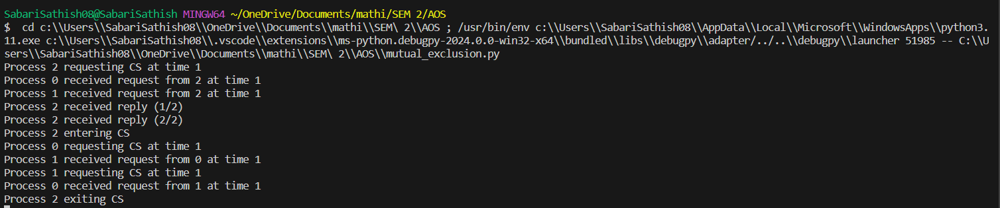 SabariSathish08@SabariSathish MINGW64 ~/OneDrive/Documents/mathi/SEM 2/AOS
$  cd c:\\Users\\SabariSathish08\\OneDrive\\Documents\\mathi\\SEM\ 2\\AOS ; /usr/bin/env c:\\Users\\SabariSathish08\\AppData\\Local\\Microsoft\\WindowsApps\\python3.
11.exe c:\\Users\\SabariSathish08\\.vscode\\extensions\\ms-python.debugpy-2024.0.0-win32-x64\\bundled\\libs\\debugpy\\adapter/../..\\debugpy\\launcher 51985 -- C:\\U
sers\\SabariSathish08\\OneDrive\\Documents\\mathi\\SEM\ 2\\AOS\\mutual_exclusion.py
Process 2 requesting CS at time 1
Process 0 received request from 2 at time 1
Process 1 received request from 2 at time 1
Process 2 received reply (1/2)
Process 2 received reply (2/2)
Process 2 entering CS
Process 0 requesting CS at time 1
Process 1 received request from 0 at time 1
Process 1 requesting CS at time 1
Process 0 received request from 1 at time 1
Process 2 exiting CS